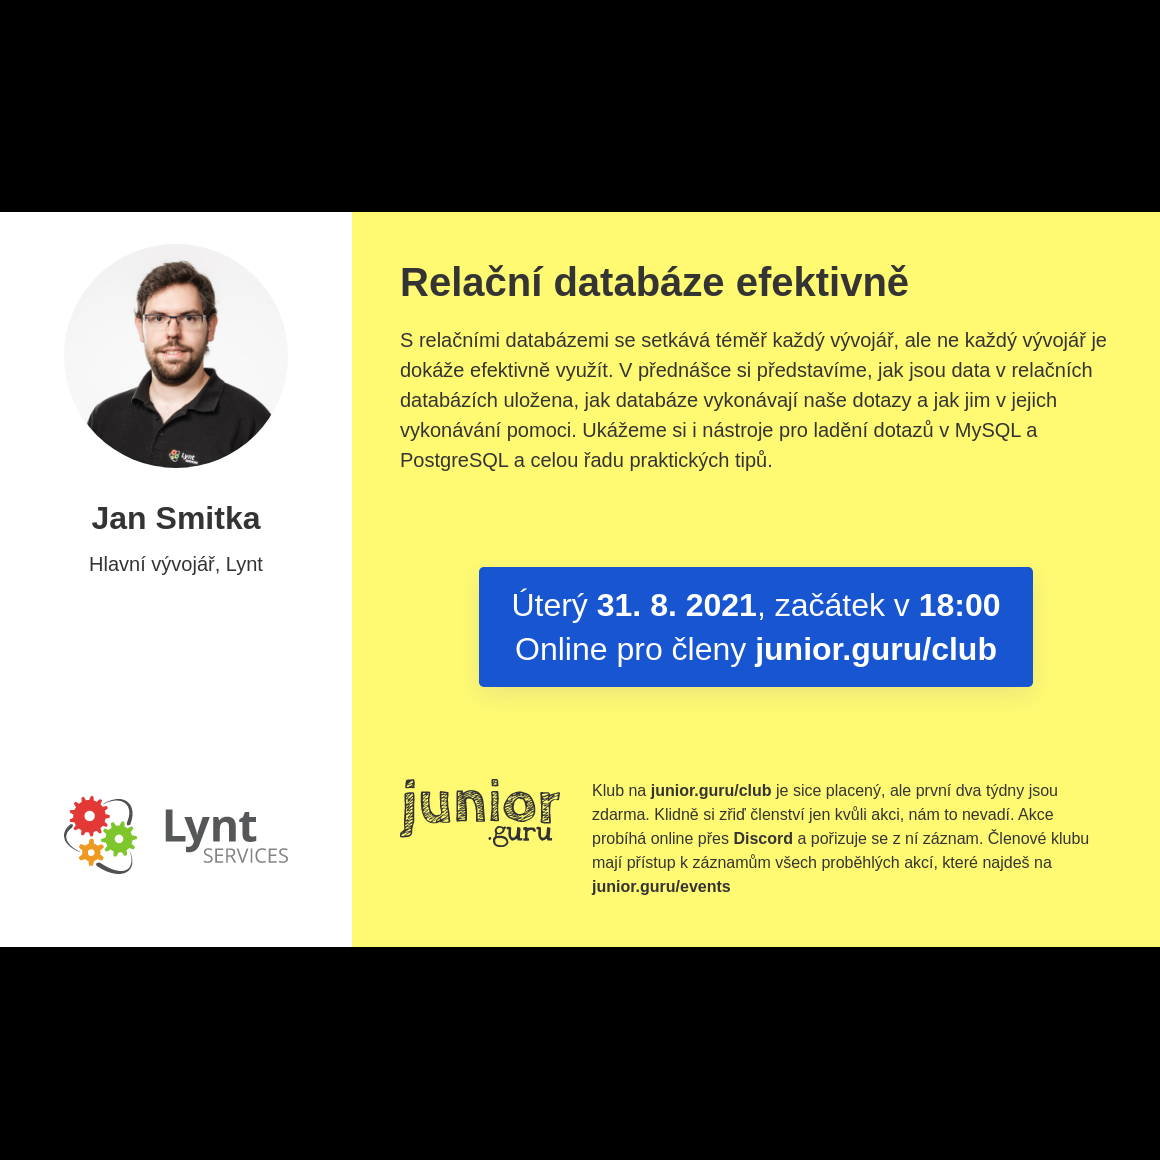 Lynt
Jan Smitka
Hlavní vývojář, Lynt
Lynt
SERVICES
Relační databáze efektivně
S relačními databázemi se setkává téměř každý vývojář, ale ne každý vývojář je
dokáže efektivně využít. V přednášce si představíme, jak jsou data v relačních
databázích uložena, jak databáze vykonávají naše dotazy a jak jim v jejich
vykonávání pomoci. Ukážeme si i nástroje pro ladění dotazů v MySQL a
PostgreSQL a celou řadu praktických tipů.
Úterý 31. 8. 2021, začátek v 18:00
Online pro členy junior.guru/club
junior
.guru
Klub na junior.guru/club je sice placený, ale první dva týdny jsou
zdarma. Klidně si zřiď členství jen kvůli akci, nám to nevadí. Akce
probíhá online přes Discord a pořizuje se z ní záznam. Členové klubu
mají přístup k záznamům všech proběhlých akcí, které najdeš na
junior.guru/events